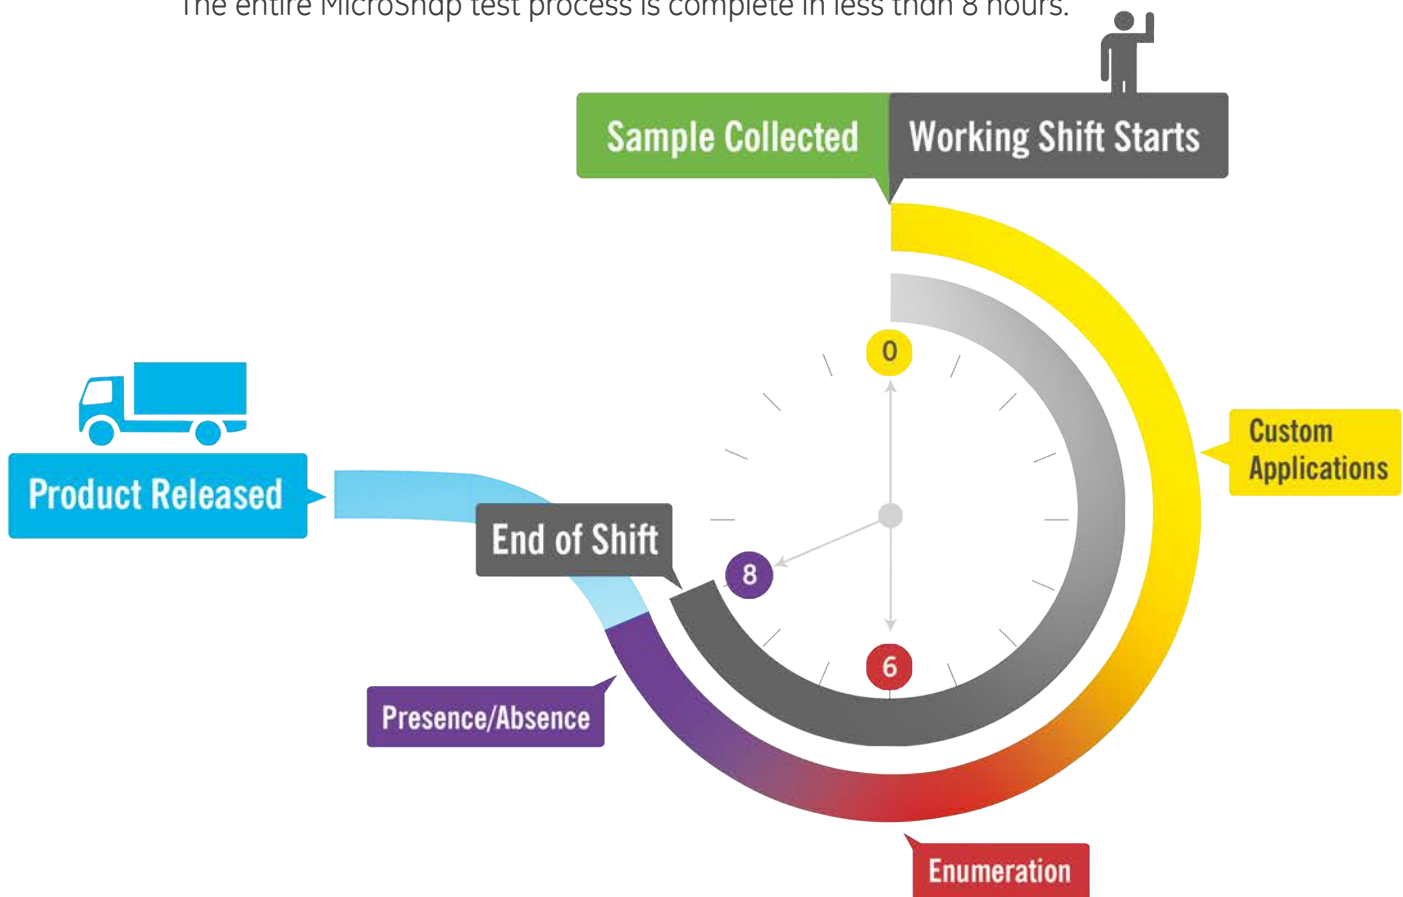 The entire MicroSnap test process is complete in less than 8 hours.
Sample Collected
Working Shift Starts
0
Custom
Applications
Product Released
End of Shift
8
6
Presence/Absence
Enumeration